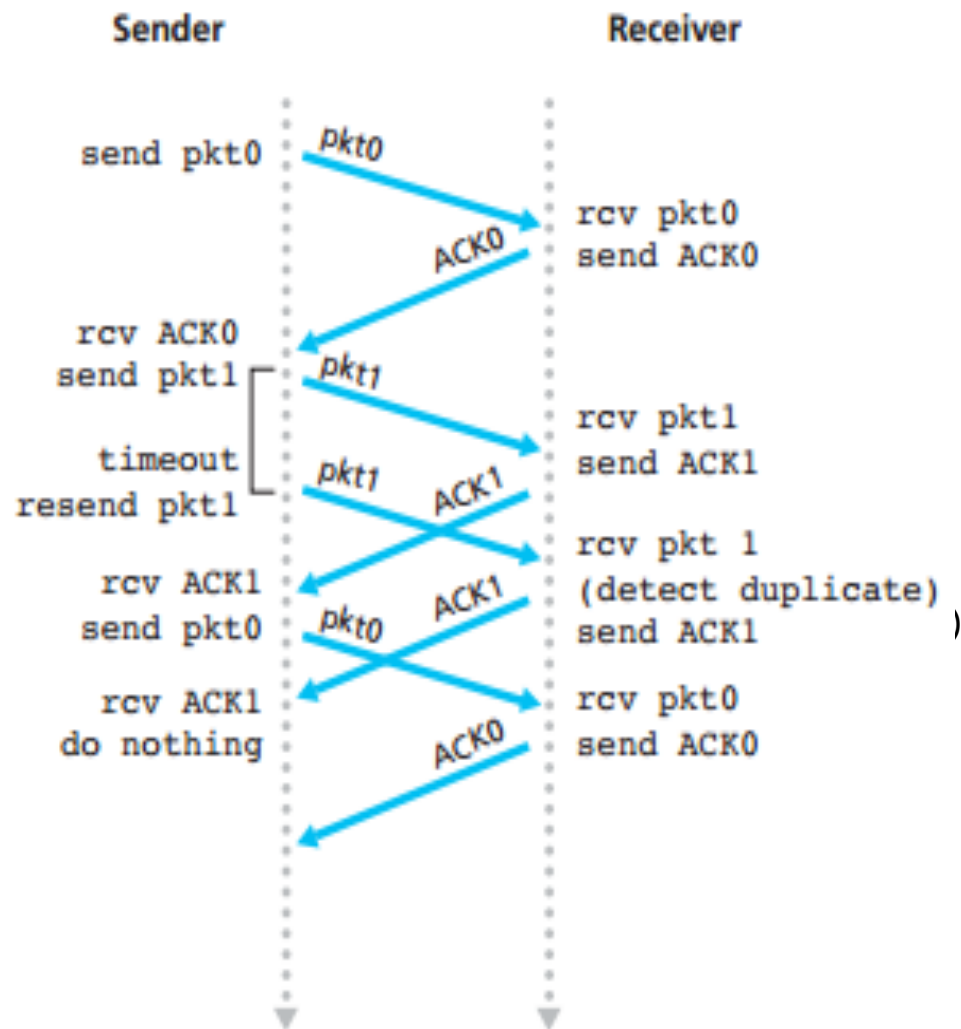 Sender Receiver
send pkt0
pkt0
rcv pkt0
ACK0
send ACK0
rcv ACK0
send pkt1
pkt1
rcv pkt1
timeout
send ACK1
pkt1
ACK1
resend pkt1
rcv pkt 1
rcv ACK1
(detect duplicate)
ACK1
send pkt0
pkt0
send ACK1
)
rcv ACK1
rcv pkt0
do nothing
ACK0
send ACK0